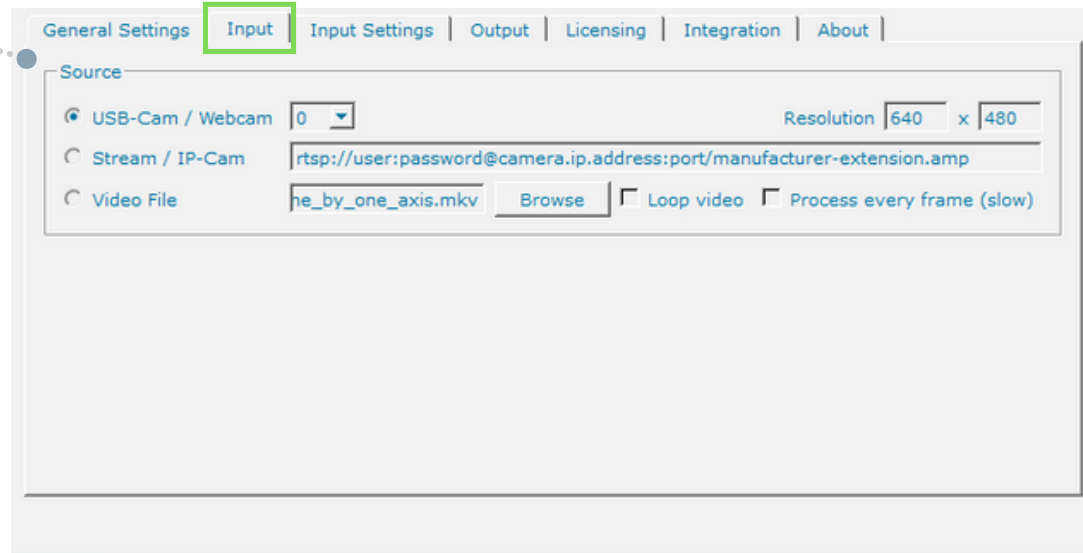 General Settings Input Input Settings Output Licensing Integration About
Source
USB-Cam / Webcam 0 Resolution 640 x 480
Stream / IP-Cam rtsp://user:password@camera.ip.address:port/manufacturer-extension.amp
Video File ne_by_one_axis.mkv Browse Loop video Process every frame (slow)